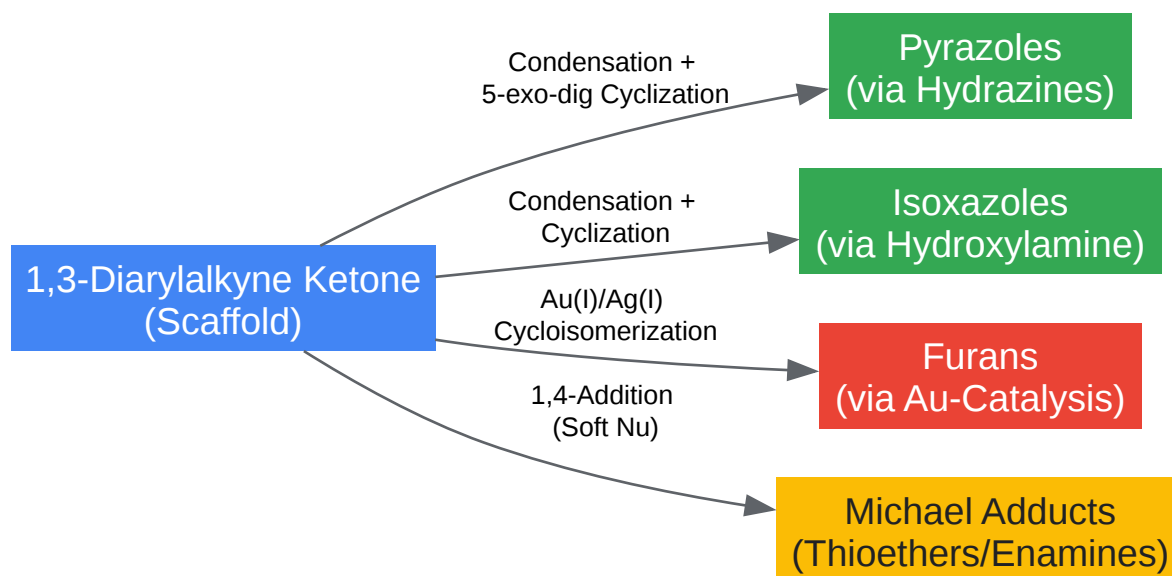 Condensation +
5-exo-dig Cyclization
Pyrazoles
(via Hydrazines)
Condensation +
Cyclization
Isoxazoles
(via Hydroxylamine)
1,3-Diarylalkyne Ketone
(Scaffold)
Au(I)/Ag(I)
Cycloisomerization
Furans
(via Au-Catalysis)
1,4-Addition
(Soft Nu)
Michael Adducts
(Thioethers/Enamines)